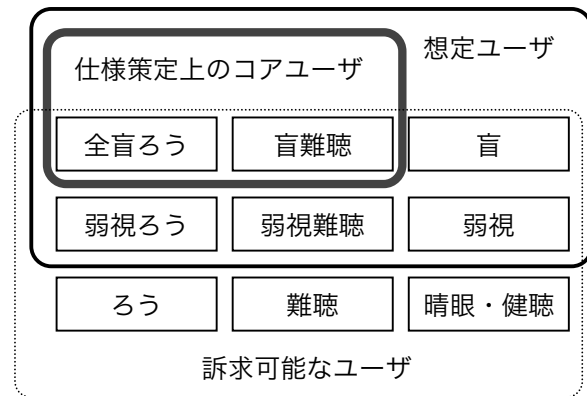 想定ユーザ
仕様策定上のコアユーザ
全盲ろう
盲難聴
盲
弱視ろう
弱視難聴
弱視
ろう
難聴
晴眼・健聴
訴求可能なユーザ